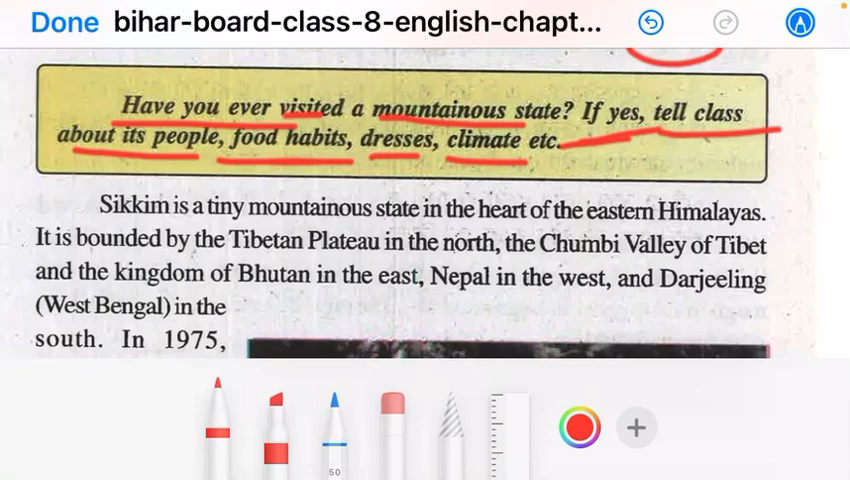 Done bihar-board-class-8-english-chapt...
Have you ever visited a mountainous state? If yes, tell class
about its people, food habits, dresses, climate etc.
Sikkim is a tiny mountainous state in the heart of the eastern Himalayas.
It is bounded by the Tibetan Plateau in the north, the Chumbi Valley of Tibet
and the kingdom of Bhutan in the east, Nepal in the west, and Darjeeling
(West Bengal) in the
south. In 1975,
50